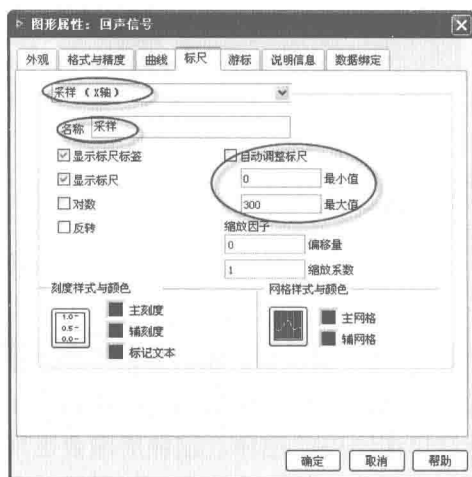 图形属性：回声信号
外观 格式与精度 曲线 标尺 游标 说明信息 数据绑定
采样 （X轴）
名称 采样
显示标尺标签 自动调整标尺
显示标尺 0 最小值
对数 300 最大值
反转 缩放因子
0 偏移量
1 缩放系数
刻度样式与颜色 网格样式与颜色
1.0
0.5
0.0
主刻度 主网格
辅刻度 辅网格
标记文本
确定 取消 帮助